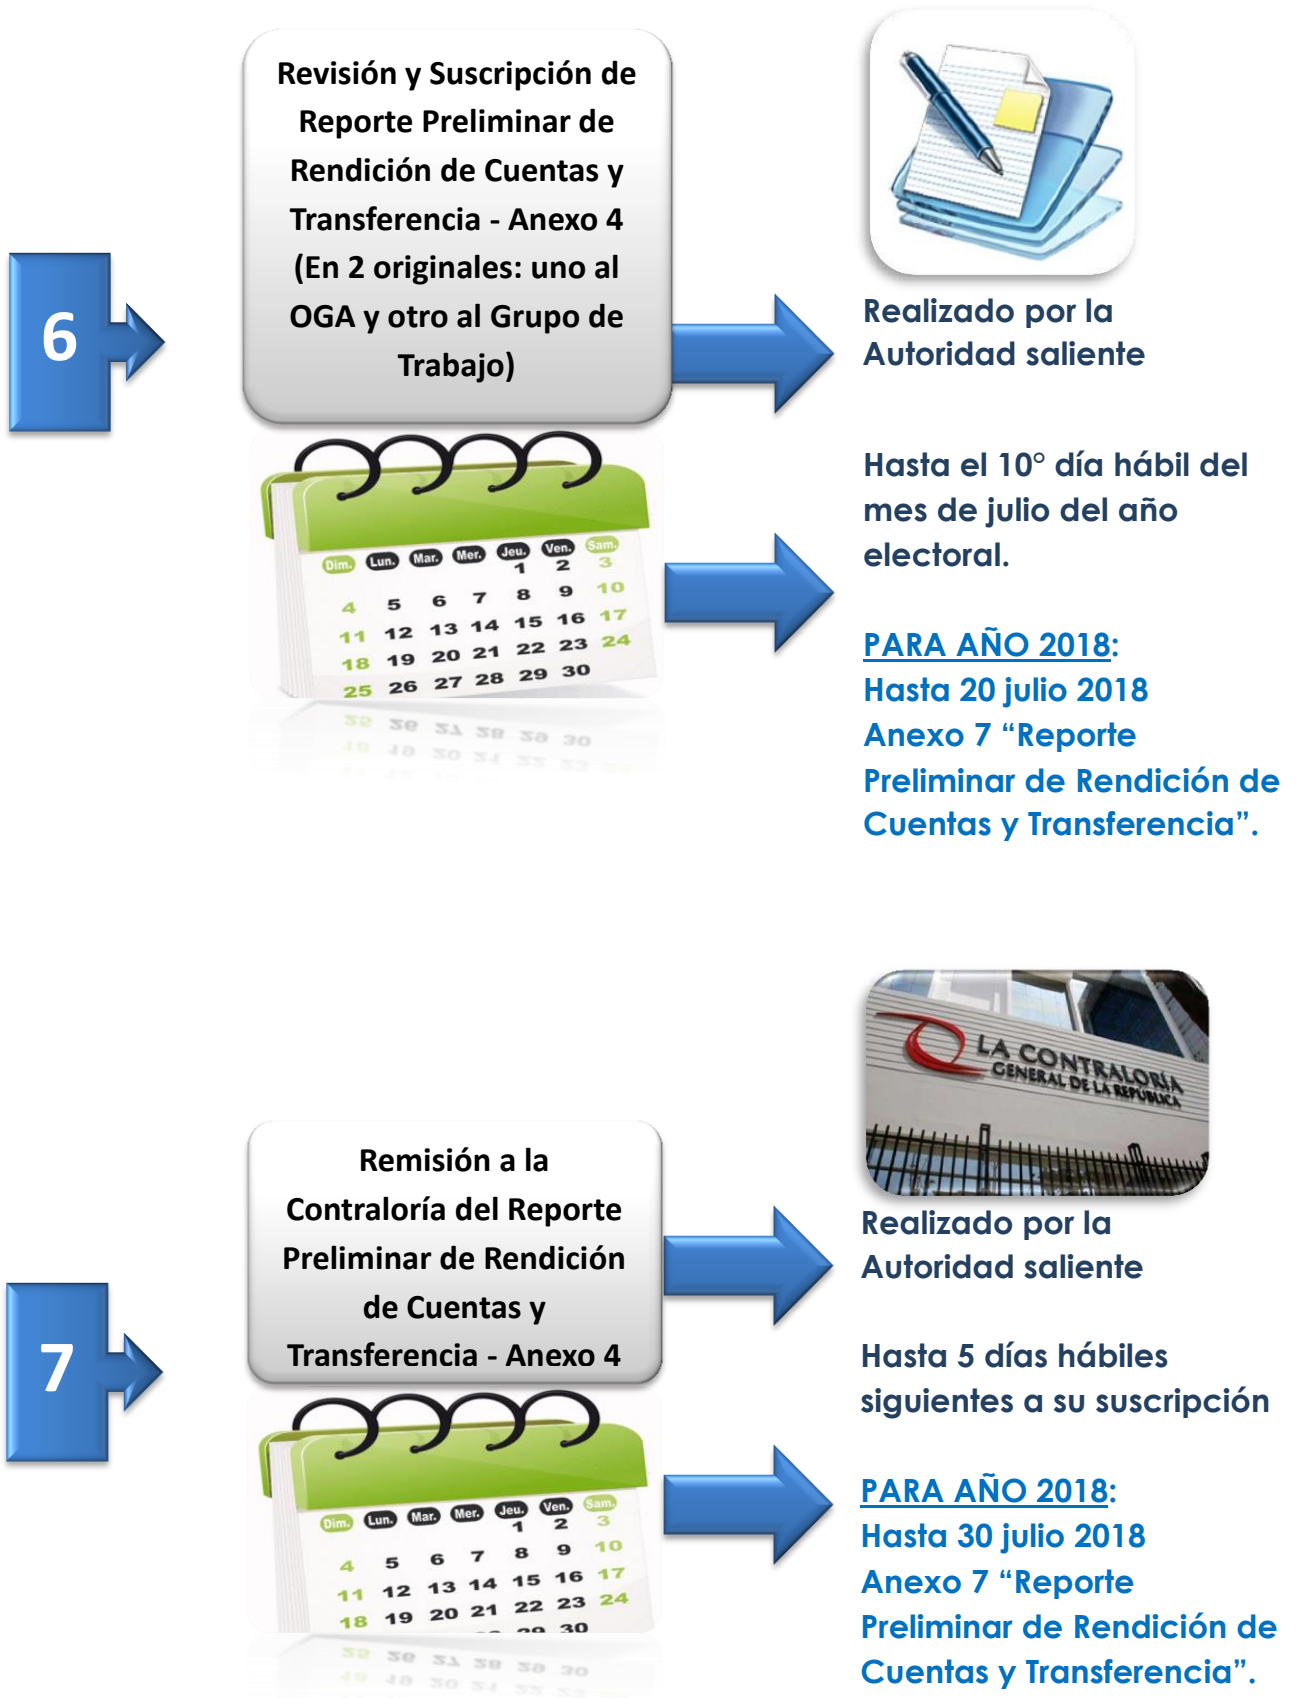 6
Revisión y Suscripción de
Reporte Preliminar de
Rendición de Cuentas y
Transferencia - Anexo 4
(En 2 originales: uno al
OGA y otro al Grupo de
Trabajo)
Realizado por la
Autoridad saliente
Dim. Lun. Mar. Mer. Jeu. Ven. Sam.
1 2 3
4 5 6 7 8 9 10
11 12 13 14 15 16 17
18 19 20 21 22 23 24
25 26 27 28 29 30
Hasta el 10° día hábil del
mes de julio del año
electoral.
PARA AÑO 2018:
Hasta 20 julio 2018
Anexo 7 “Reporte
Preliminar de Rendición de
Cuentas y Transferencia”.
LA CONTRALORÍA
GENERAL DE LA REPÚBLICA
7
Remisión a la
Contraloría del Reporte
Preliminar de Rendición
de Cuentas y
Transferencia - Anexo 4
Realizado por la
Autoridad saliente
Hasta 5 días hábiles
siguientes a su suscripción
Dim. Lun. Mar. Mer. Jeu. Ven. Sam.
1 2 3
4 5 6 7 8 9 10
11 12 13 14 15 16 17
18 19 20 21 22 23 24
29 30
PARA AÑO 2018:
Hasta 30 julio 2018
Anexo 7 “Reporte
Preliminar de Rendición de
Cuentas y Transferencia”.